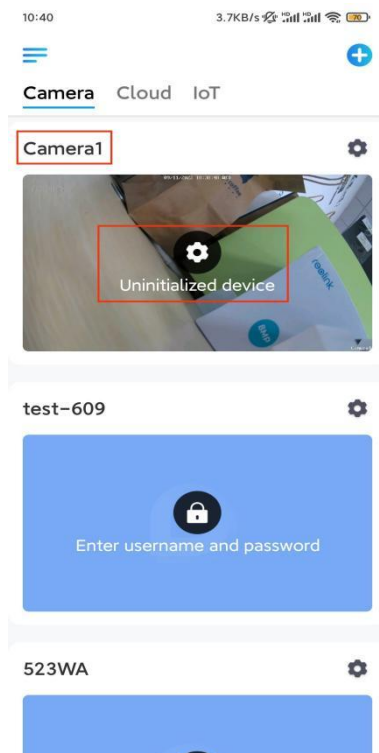 10:40 3.7KB/s 70
Camera Cloud IoT
Camera1
Uninitialized device
reolink
8MP
test-609
Enter username and password
523WA